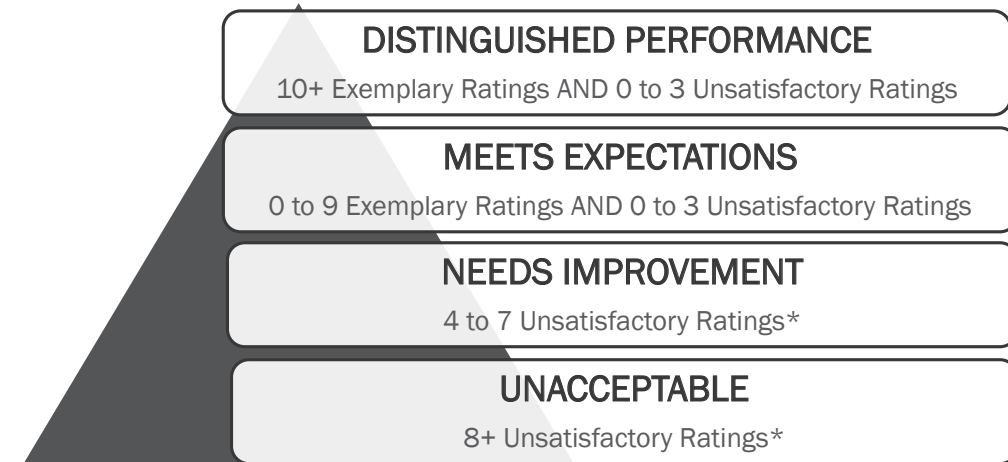 DISTINGUISHED PERFORMANCE
10+ Exemplary Ratings AND 0 to 3 Unsatisfactory Ratings
MEETS EXPECTATIONS
0 to 9 Exemplary Ratings AND 0 to 3 Unsatisfactory Ratings
NEEDS IMPROVEMENT
4 to 7 Unsatisfactory Ratings*
UNACCEPTABLE
8+ Unsatisfactory Ratings*